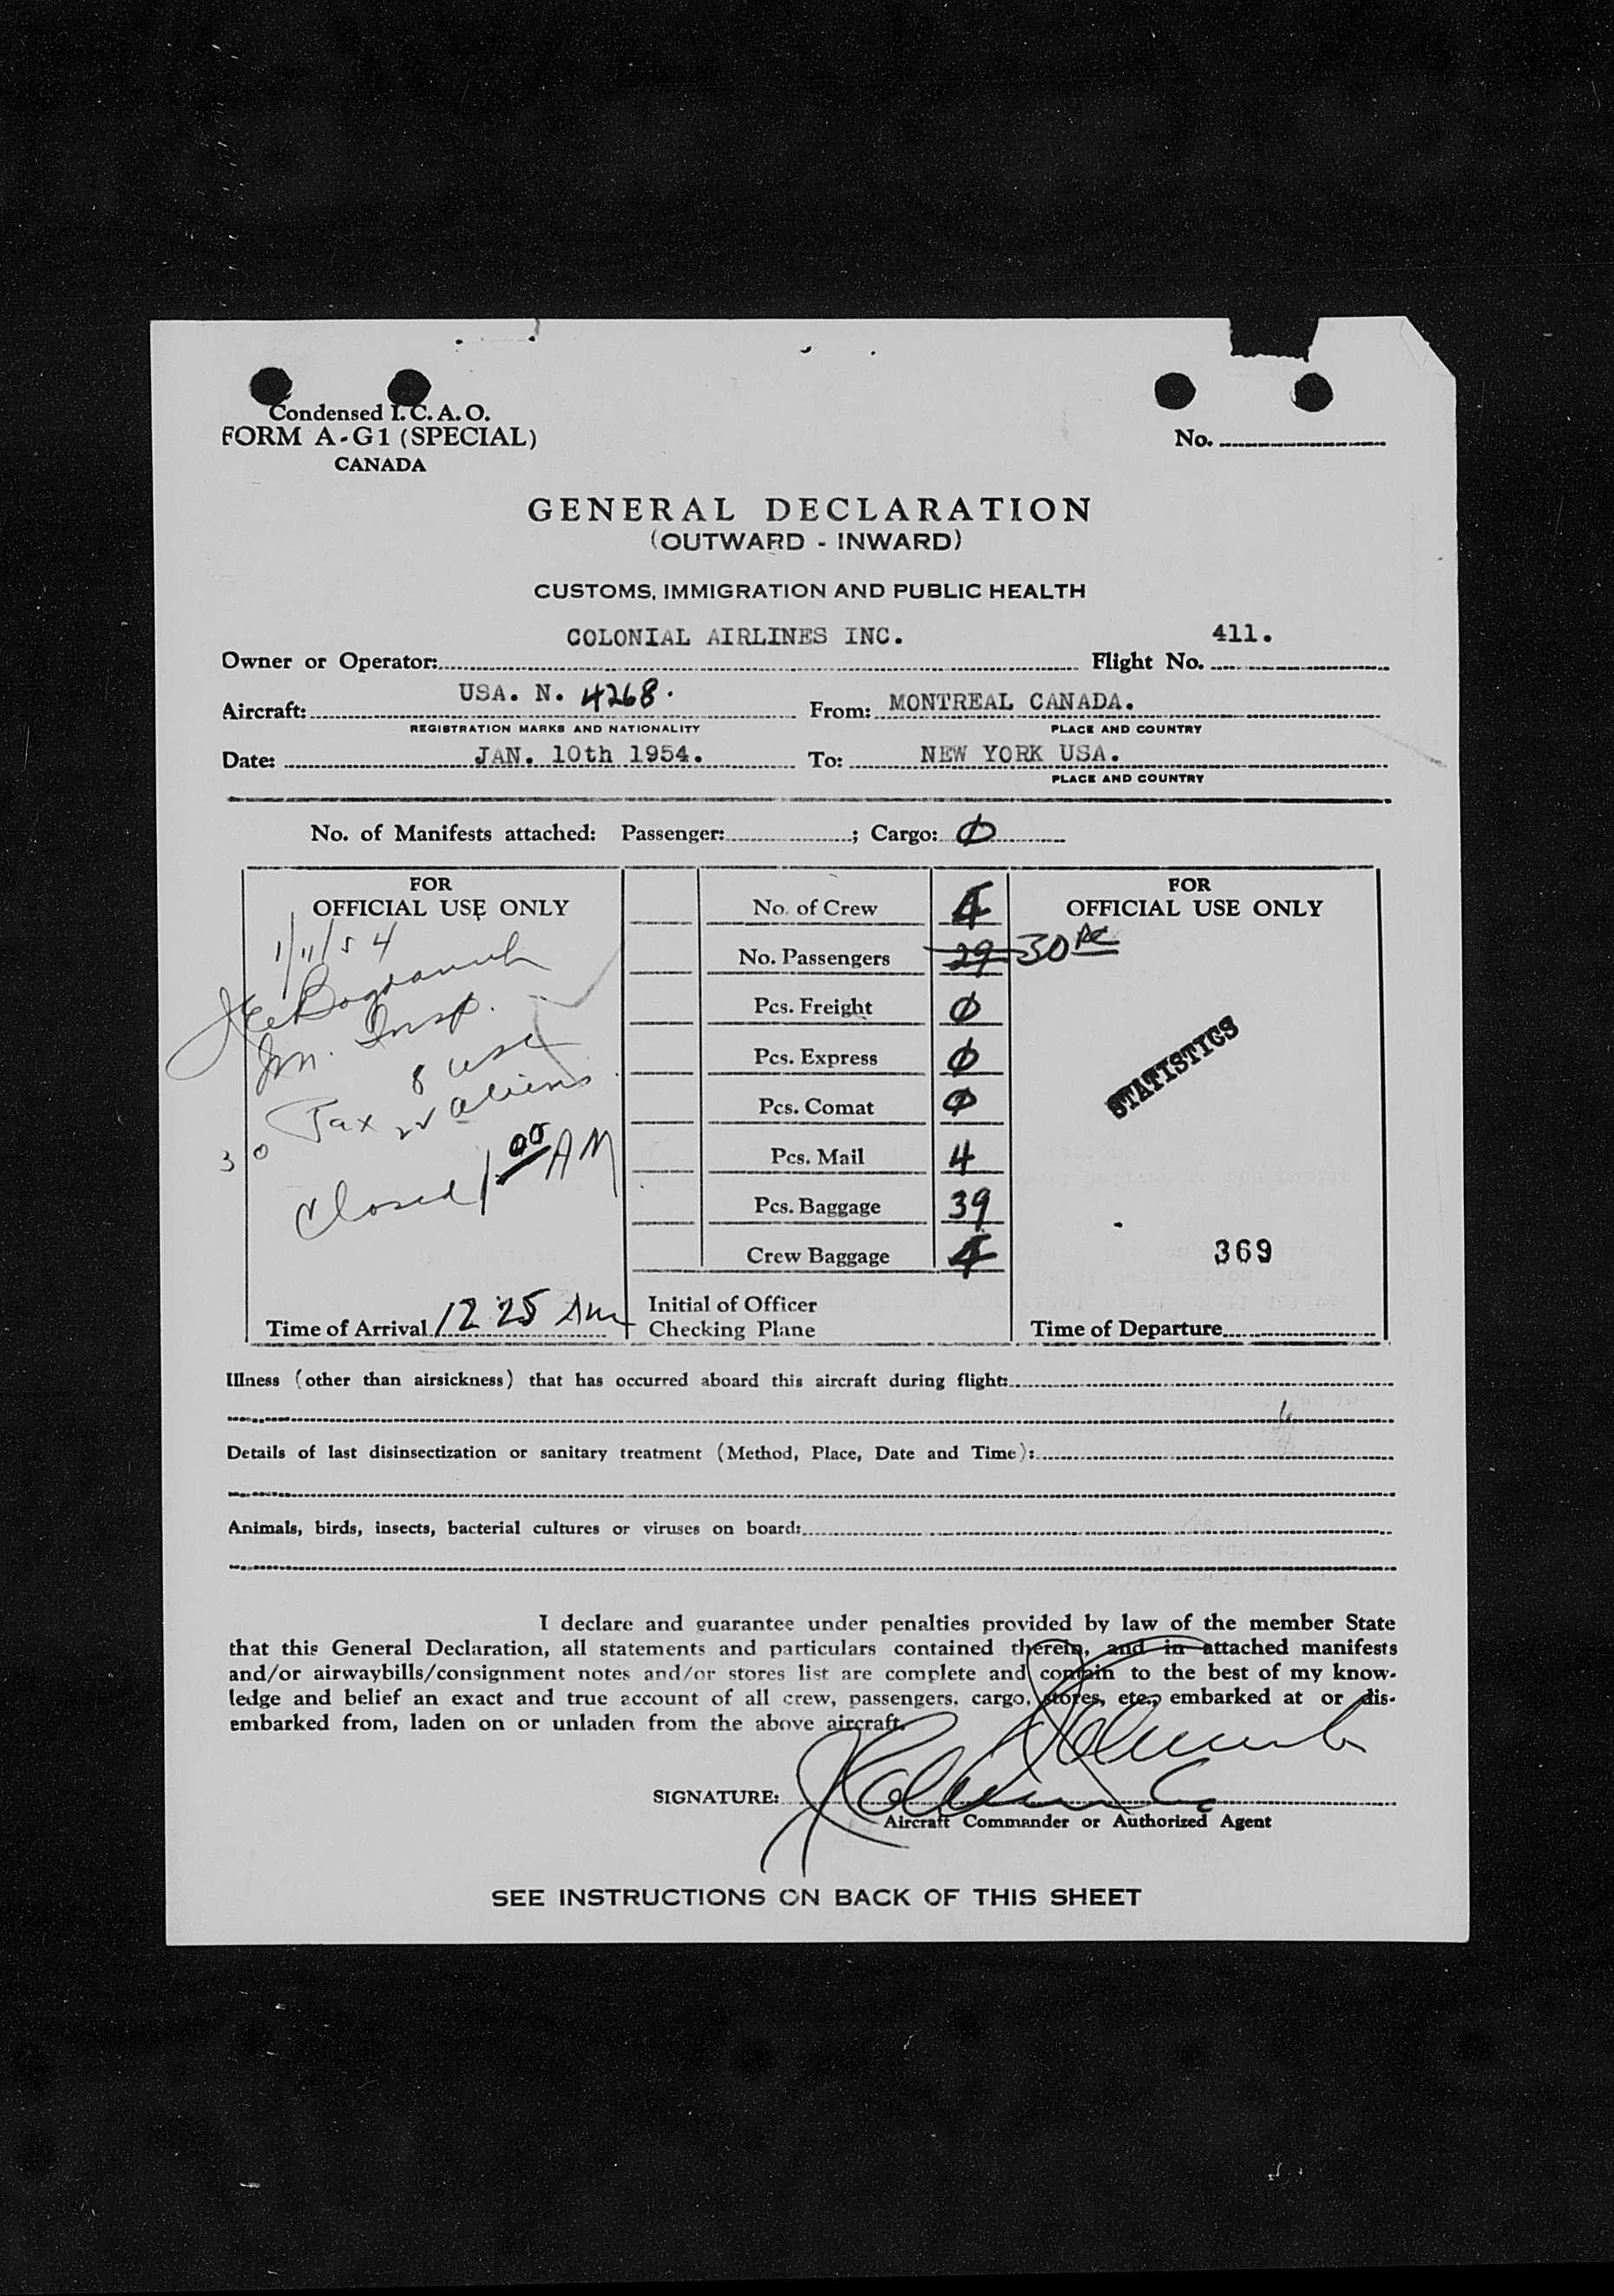 Condensed I. C. A. O.
FORM A-G1 (SPECIAL)
CANADA
No.
GENERAL DECLARATION
(OUTWARD - INWARD)
CUSTOMS, IMMIGRATION AND PUBLIC HEALTH
Owner or Operator: COLONIAL AIRLINES INC. Flight No. 411.
Aircraft: USA. N. 4268. From: MONTREAL CANADA.
REGISTRATION MARKS AND NATIONALITY PLACE AND COUNTRY
Date: JAN. 10th 1954. To: NEW YORK USA.
PLACE AND COUNTRY
No. of Manifests attached: Passenger: ; Cargo: 0
FOR
OFFICIAL USE ONLY
1/11/54
Im. Insp.
8 USC
Tax 22 Aliens
30
Closed 1 00 AM
Time of Arrival 12 25 AM
No. of Crew 4
No. Passengers 29 30
Pcs. Freight 0
Pcs. Express 0
Pcs. Comat 0
Pcs. Mail 4
Pcs. Baggage 39
Crew Baggage 4
Initial of Officer
Checking Plane
FOR
OFFICIAL USE ONLY
STATISTICS
369
Time of Departure
Illness (other than airsickness) that has occurred aboard this aircraft during flight:
Details of last disinsectization or sanitary treatment (Method, Place, Date and Time):
Animals, birds, insects, bacterial cultures or viruses on board:
I declare and guarantee under penalties provided by law of the member State
that this General Declaration, all statements and particulars contained therein, and in attached manifests
and/or airwaybills/consignment notes and/or stores list are complete and contain to the best of my know-
ledge and belief an exact and true account of all crew, passengers, cargo, stores, etc., embarked at or dis-
embarked from, laden on or unladen from the above aircraft.
SIGNATURE:
Aircraft Commander or Authorized Agent
SEE INSTRUCTIONS ON BACK OF THIS SHEET